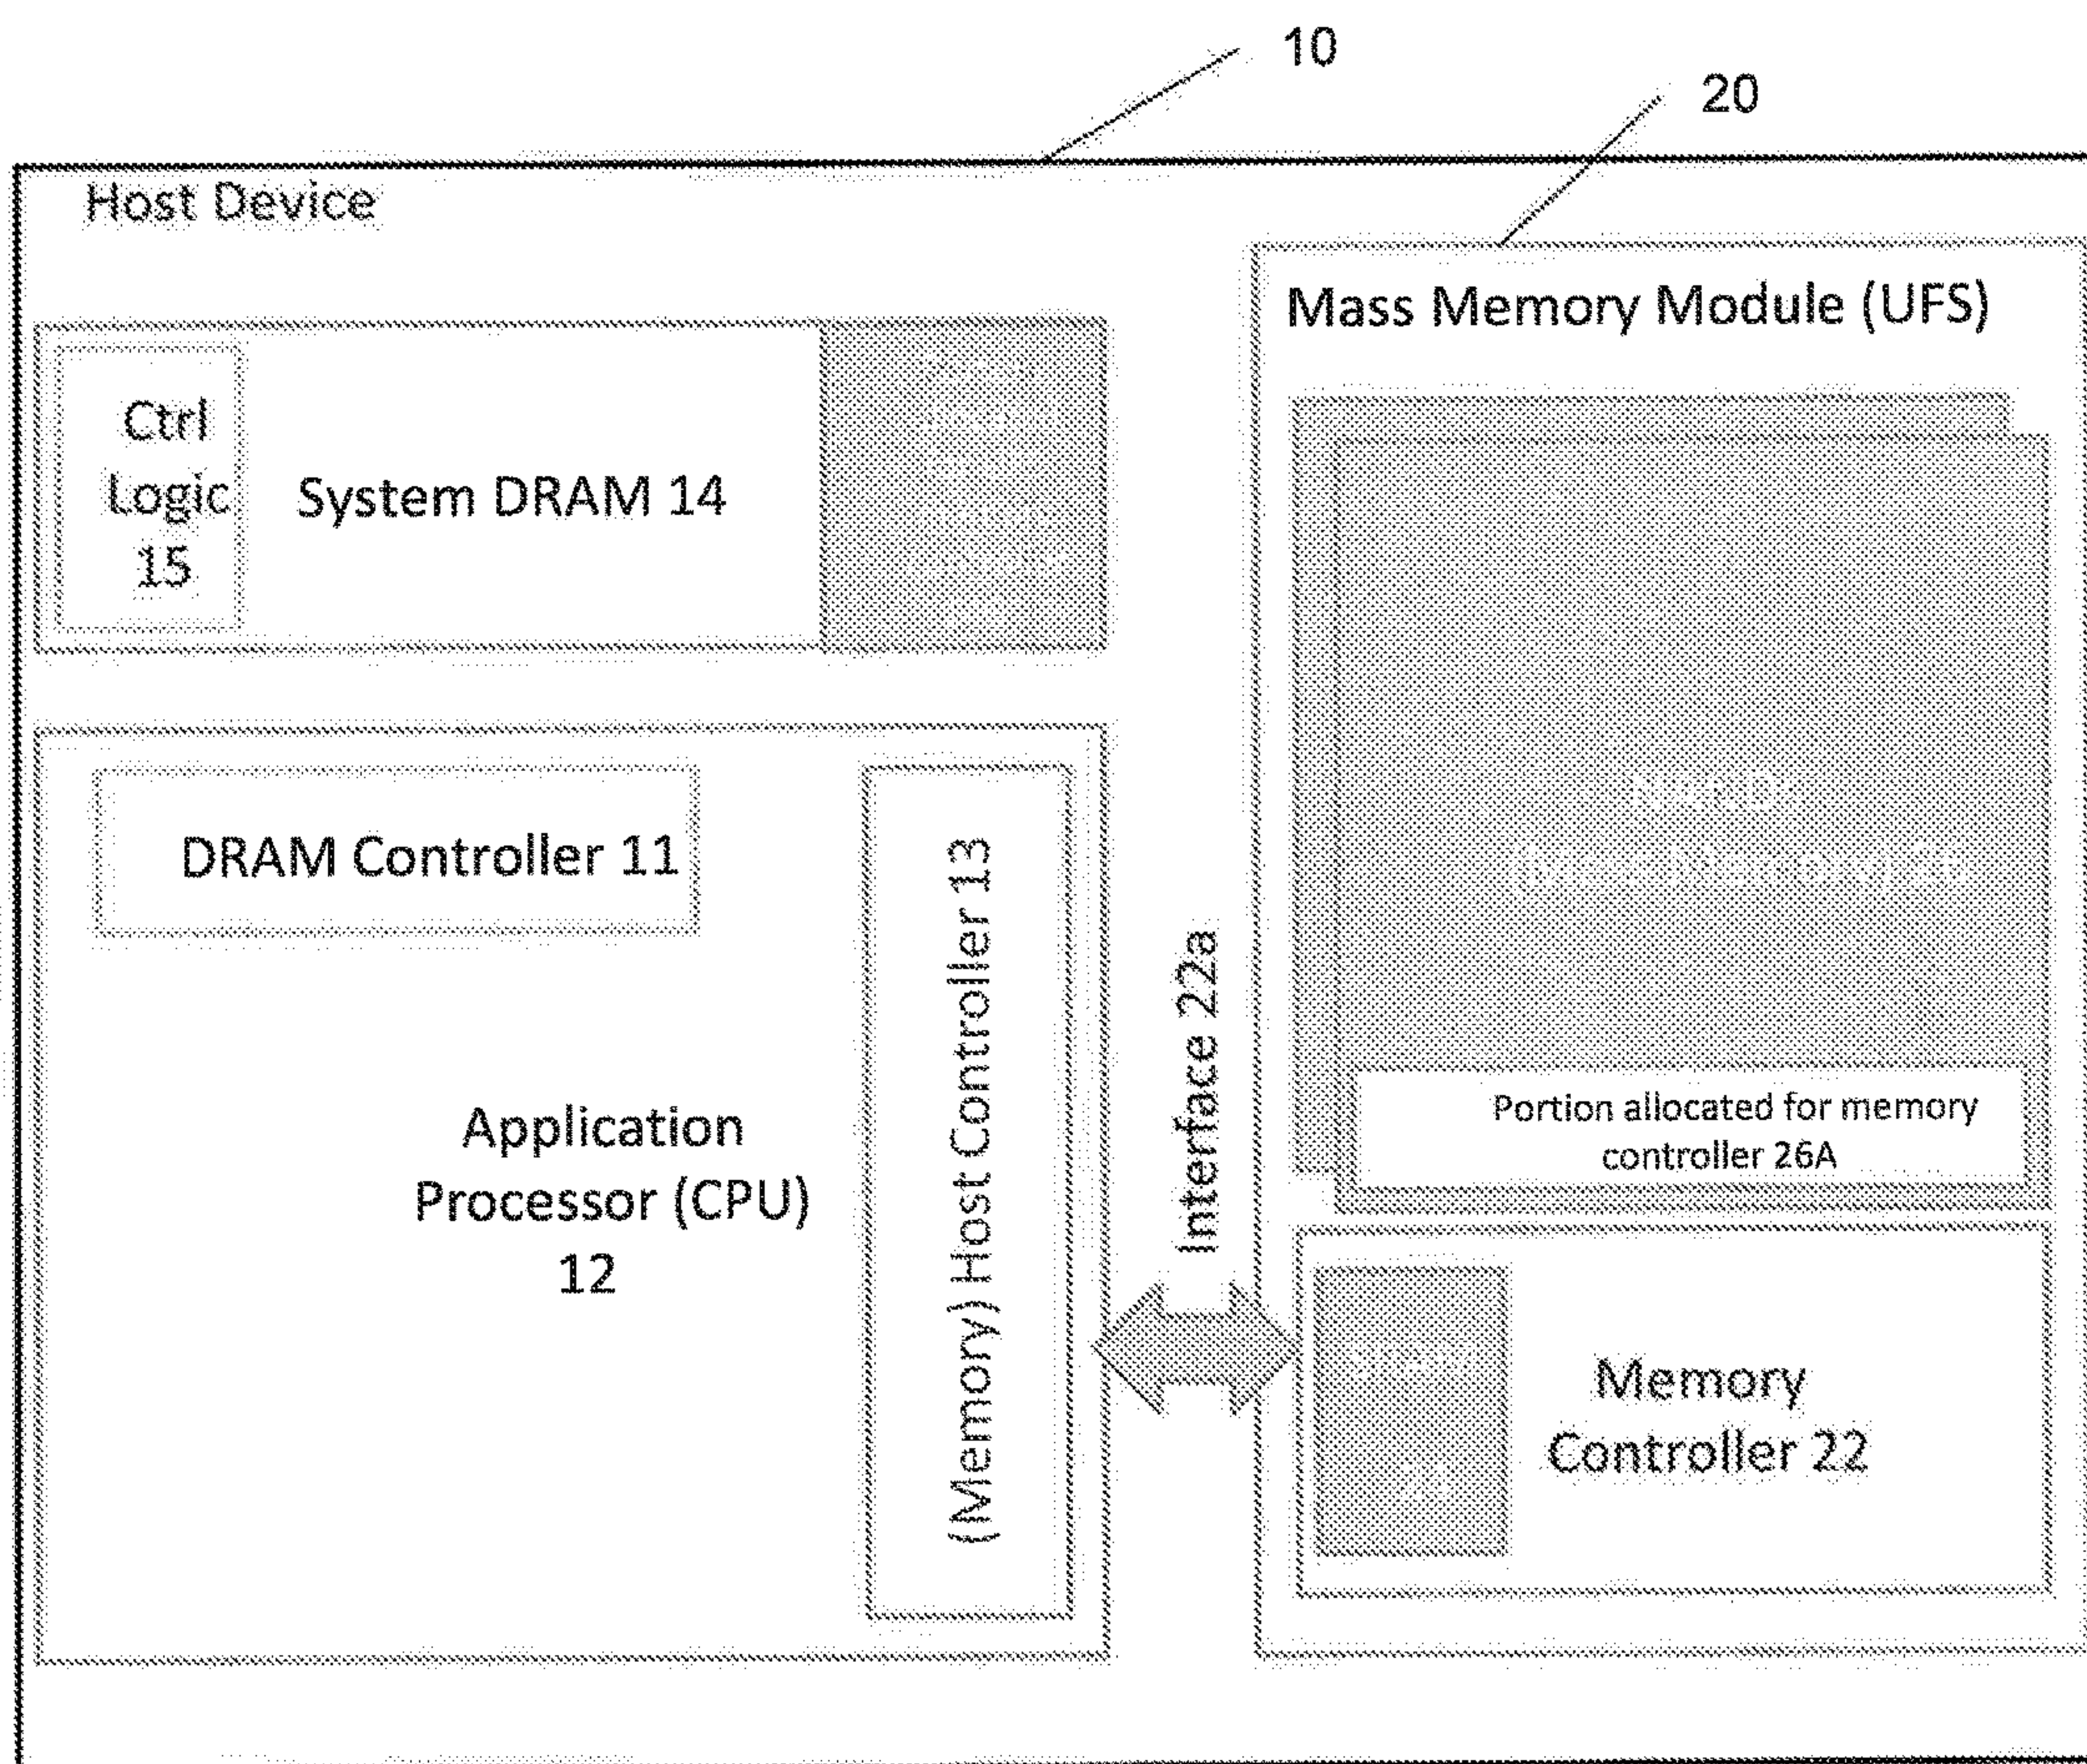 10
20
Host Device
Mass Memory Module (UFS)
Ctrl
Logic
15
System DRAM 14
DRAM Controller 11
Application
Processor (CPU)
12
(Memory) Host Controller 13
Interface 22a
Portion allocated for memory
controller 26A
Memory
Controller 22